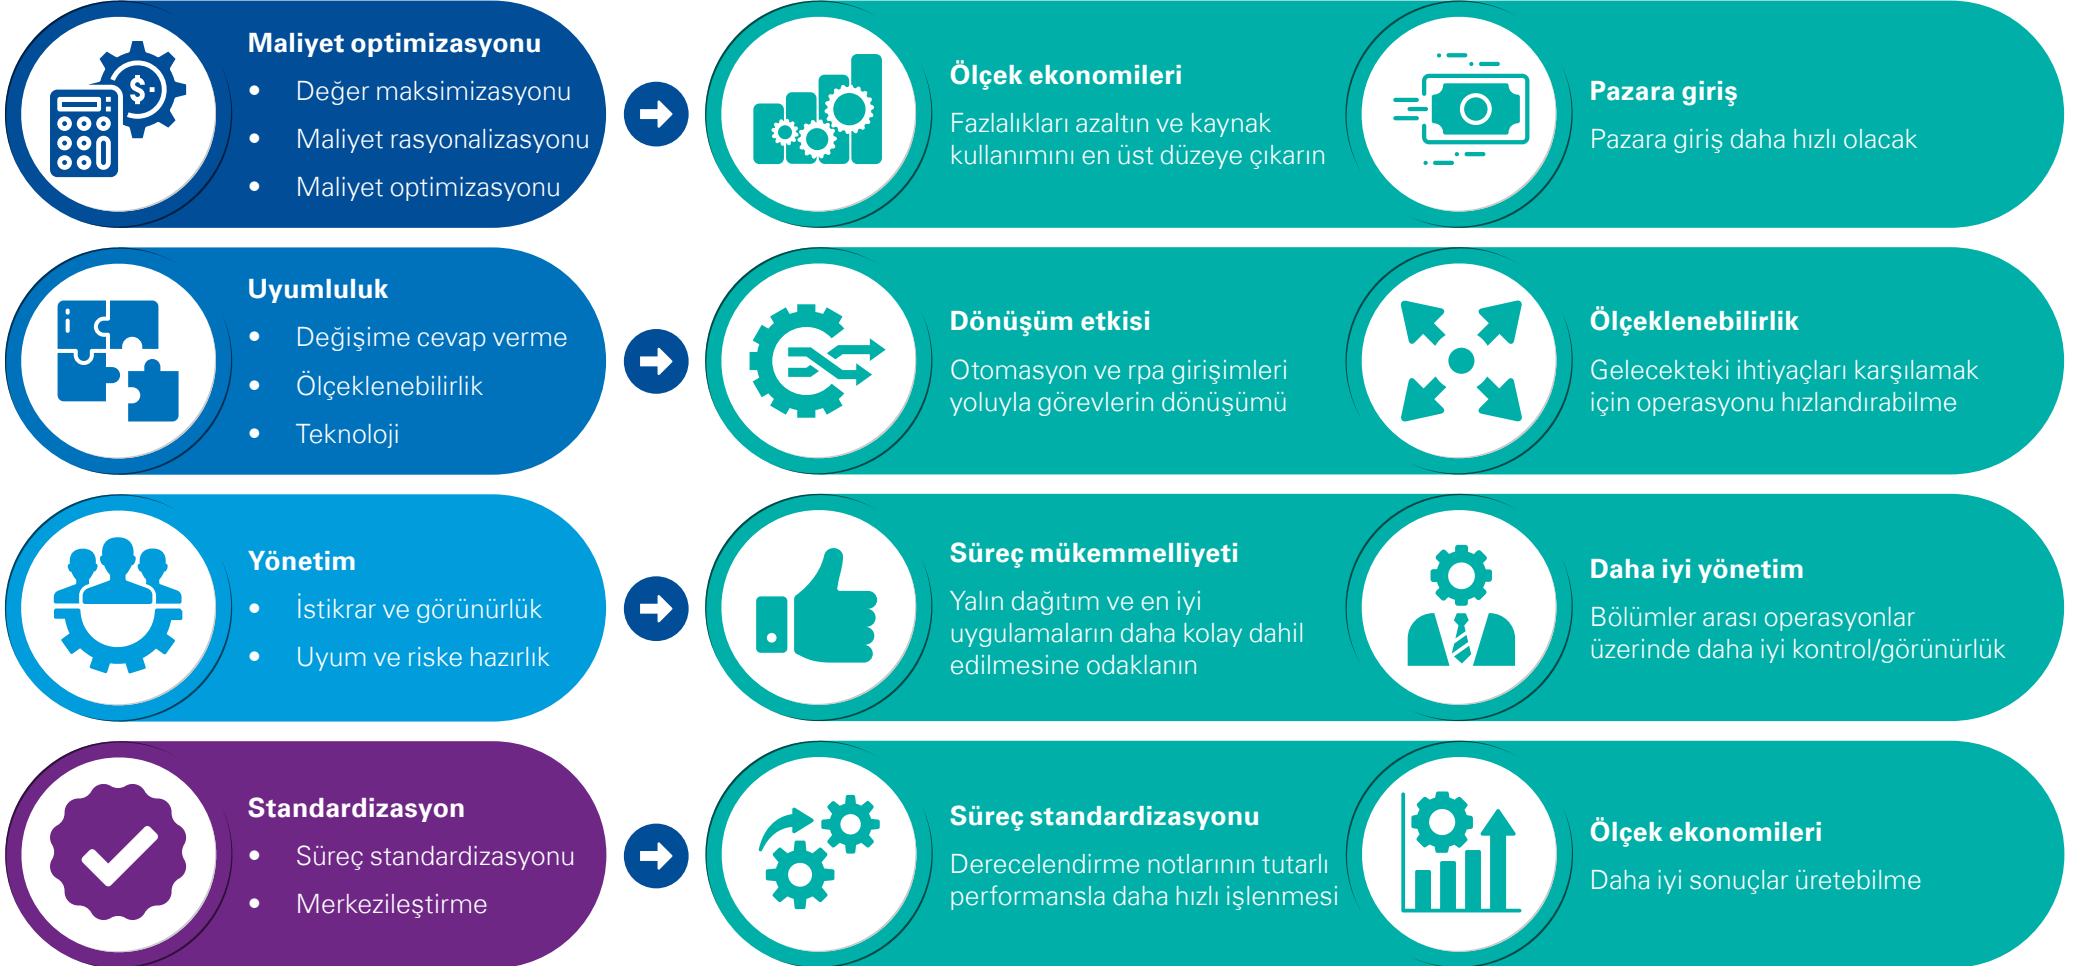 Maliyet optimizasyonu
• Değer maksimizasyonu
• Maliyet rasyonalizasyonu
• Maliyet optimizasyonu
Ölçek ekonomileri
Fazlalıkları azaltın ve kaynak
kullanımını en üst düzeye çıkarın
Pazara giriş
Pazara giriş daha hızlı olacak
Uyumluluk
• Değişime cevap verme
• Ölçeklenebilirlik
• Teknoloji
Dönüşüm etkisi
Otomasyon ve rpa girişimleri
yoluyla görevlerin dönüşümü
Ölçeklenebilirlik
Gelecekteki ihtiyaçları karşılamak
için operasyonu hızlandırabilme
Yönetim
• İstikrar ve görünürlük
• Uyum ve riske hazırlık
Süreç mükemmelliyeti
Yalın dağıtım ve en iyi
uygulamaların daha kolay dahil
edilmesine odaklanın
Daha iyi yönetim
Bölümler arası operasyonlar
üzerinde daha iyi kontrol/görünürlük
Standardizasyon
• Süreç standardizasyonu
• Merkezileştirme
Süreç standardizasyonu
Derecelendirme notlarının tutarlı
performansla daha hızlı işlenmesi
Ölçek ekonomileri
Daha iyi sonuçlar üretebilme